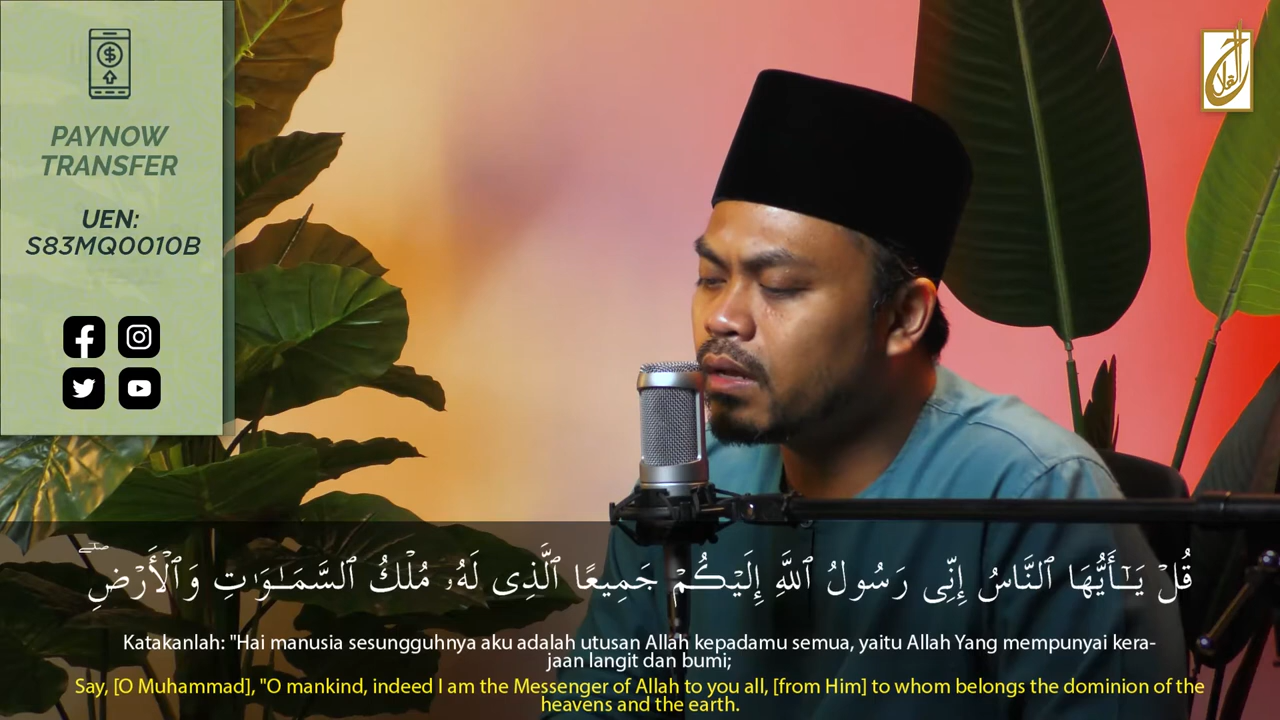 PAYNOW
TRANSFER
UEN:
S83MQ0010B
قُلْ يَـٰٓأَيُّهَا ٱلنَّاسُ إِنِّى رَسُولُ ٱللَّهِ إِلَيْكُمْ جَمِيعًا ٱلَّذِى لَهُۥ مُلْكُ ٱلسَّمَـٰوَٰتِ وَٱلْأَرْضِ ۖ
Katakanlah: "Hai manusia sesungguhnya aku adalah utusan Allah kepadamu semua, yaitu Allah Yang mempunyai kera-
jaan langit dan bumi;
Say, [O Muhammad], "O mankind, indeed I am the Messenger of Allah to you all, [from Him] to whom belongs the dominion of the
heavens and the earth.